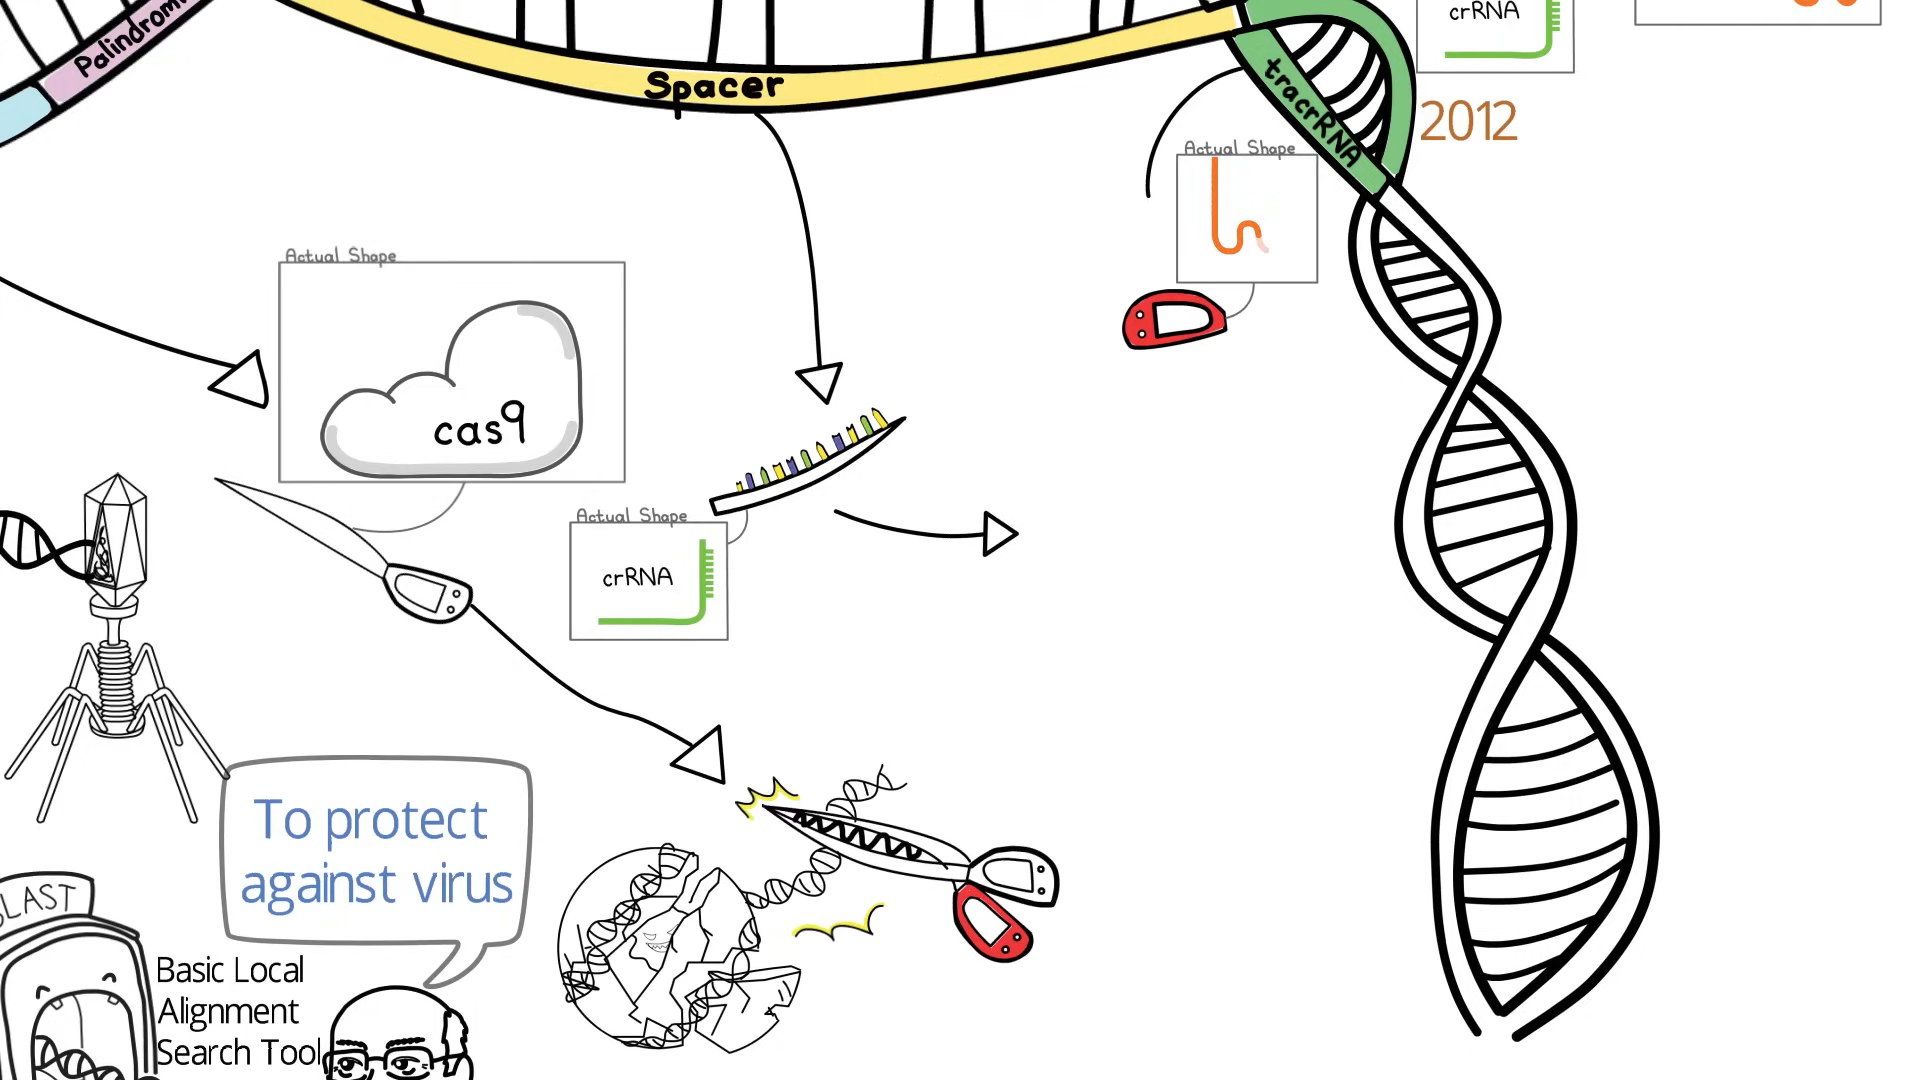 crRNA
Palindrom
Spacer
tracrRNA
2012
Actual Shape
Actual Shape
cas9
Actual Shape
crRNA
To protect
against virus
LAST
Basic Local
Alignment
Search Tool